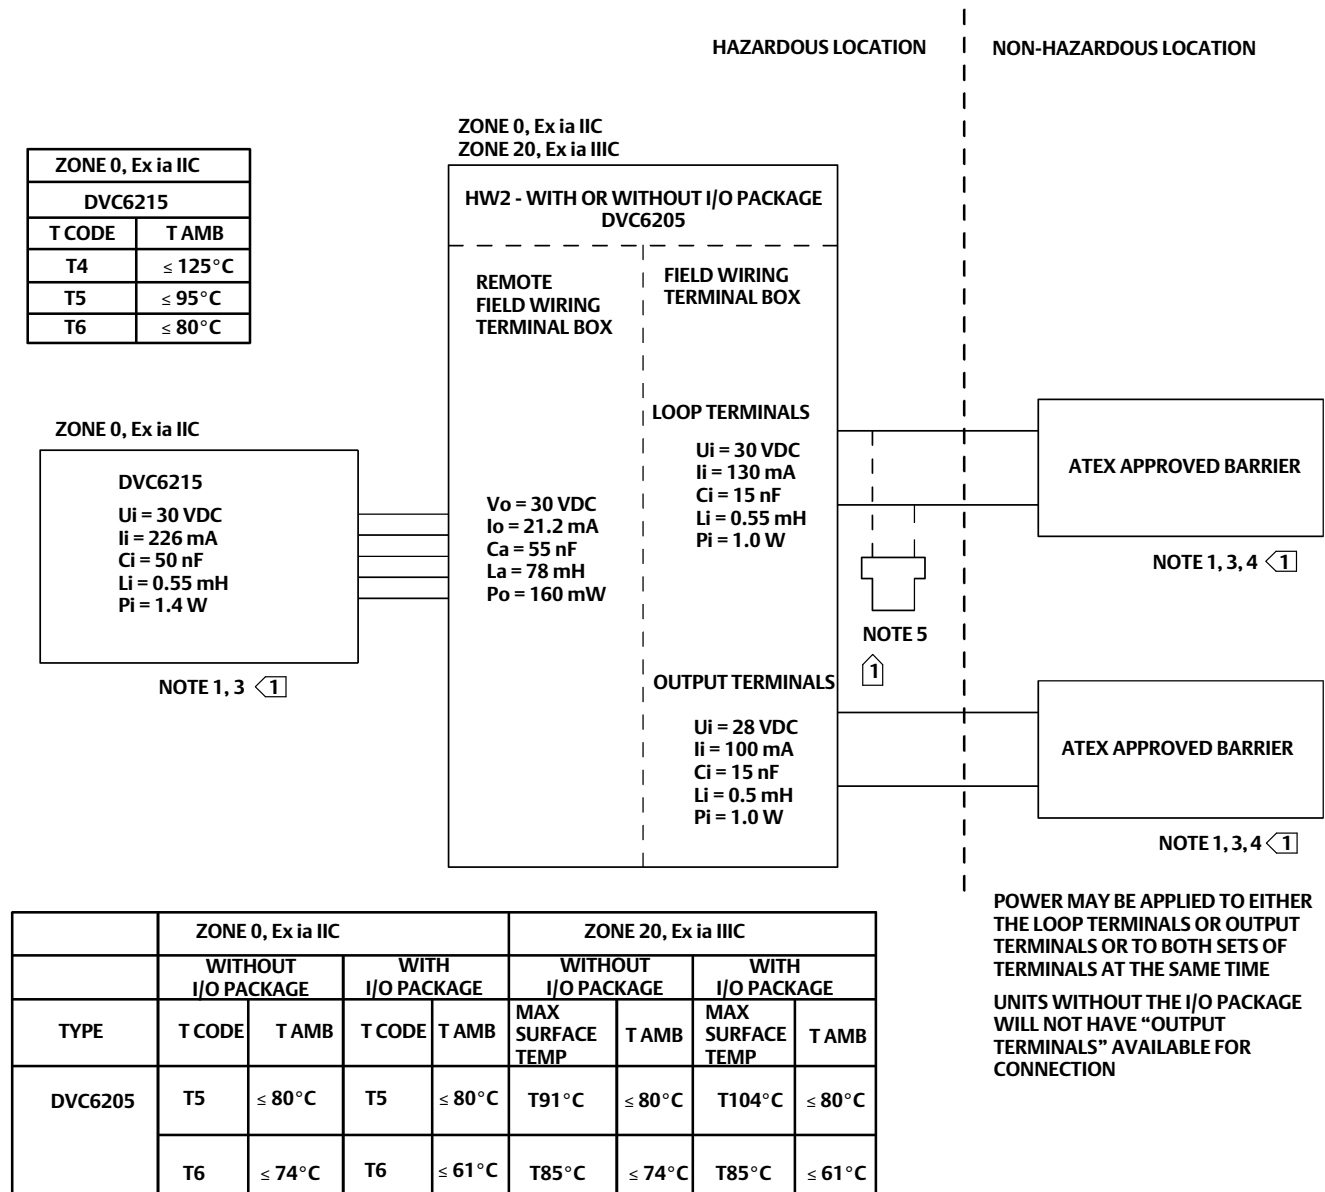 HAZARDOUS LOCATION
NON-HAZARDOUS LOCATION
ZONE 0, Ex ia IIC
DVC6215
T CODE T AMB
T4 ≤ 125°C
T5 ≤ 95°C
T6 ≤ 80°C
ZONE 0, Ex ia IIC
ZONE 20, Ex ia IIIC
HW2 - WITH OR WITHOUT I/O PACKAGE
DVC6205
REMOTE
FIELD WIRING
TERMINAL BOX
FIELD WIRING
TERMINAL BOX
ZONE 0, Ex ia IIC
DVC6215
Ui = 30 VDC
Ii = 226 mA
Ci = 50 nF
Li = 0.55 mH
Pi = 1.4 W
NOTE 1, 3 1
Vo = 30 VDC
Io = 21.2 mA
Ca = 55 nF
La = 78 mH
Po = 160 mW
LOOP TERMINALS
Ui = 30 VDC
Ii = 130 mA
Ci = 15 nF
Li = 0.55 mH
Pi = 1.0 W
ATEX APPROVED BARRIER
NOTE 1, 3, 4 1
NOTE 5
1
OUTPUT TERMINALS
Ui = 28 VDC
Ii = 100 mA
Ci = 15 nF
Li = 0.5 mH
Pi = 1.0 W
ATEX APPROVED BARRIER
NOTE 1, 3, 4 1
POWER MAY BE APPLIED TO EITHER
THE LOOP TERMINALS OR OUTPUT
TERMINALS OR TO BOTH SETS OF
TERMINALS AT THE SAME TIME
UNITS WITHOUT THE I/O PACKAGE
WILL NOT HAVE “OUTPUT
TERMINALS” AVAILABLE FOR
CONNECTION
ZONE 0, Ex ia IIC ZONE 20, Ex ia IIIC
WITHOUT WITH WITHOUT WITH
I/O PACKAGE I/O PACKAGE I/O PACKAGE I/O PACKAGE
MAX MAX
TYPE T CODE T AMB T CODE T AMB SURFACE T AMB SURFACE T AMB
TEMP TEMP
DVC6205 T5 ≤ 80°C T5 ≤ 80°C T91°C ≤ 80°C T104°C ≤ 80°C
T6 ≤ 74°C T6 ≤ 61°C T85°C ≤ 74°C T85°C ≤ 61°C